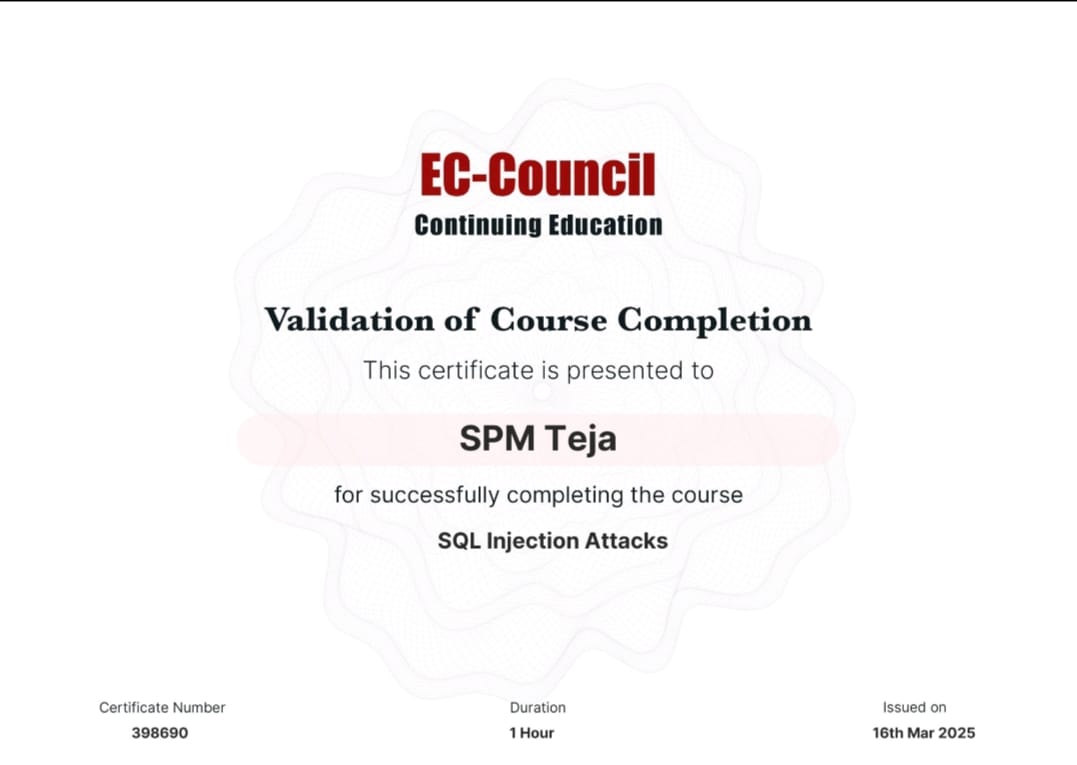 EC-Council
Continuing Education
Validation of Course Completion
This certificate is presented to
SPM Teja
for successfully completing the course
SQL Injection Attacks
Certificate Number
398690
Duration
1 Hour
Issued on
16th Mar 2025